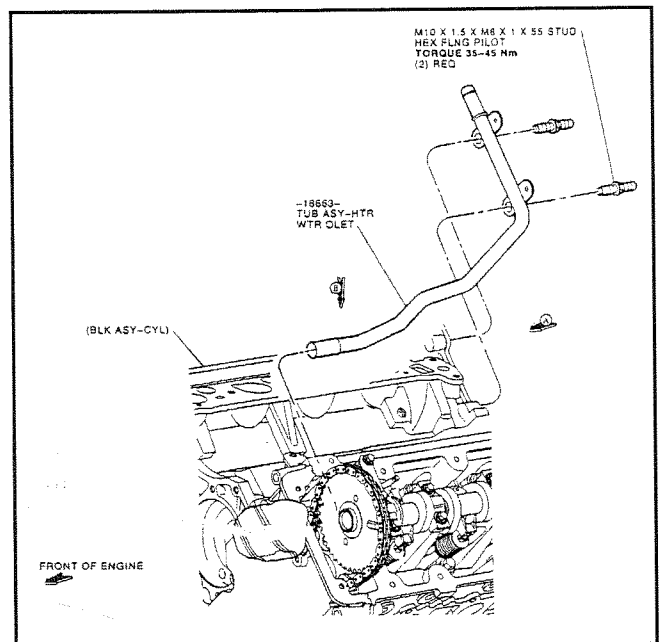 M10 X 1.5 X M6 X 1 X 55 STUD
HEX FLNG PILOT
TORQUE 35-45 Nm
(2) REQ
-18663-
TUB ASY-HTR
WTR OLET
B
A
(BLK ASY-CYL)
FRONT OF ENGINE